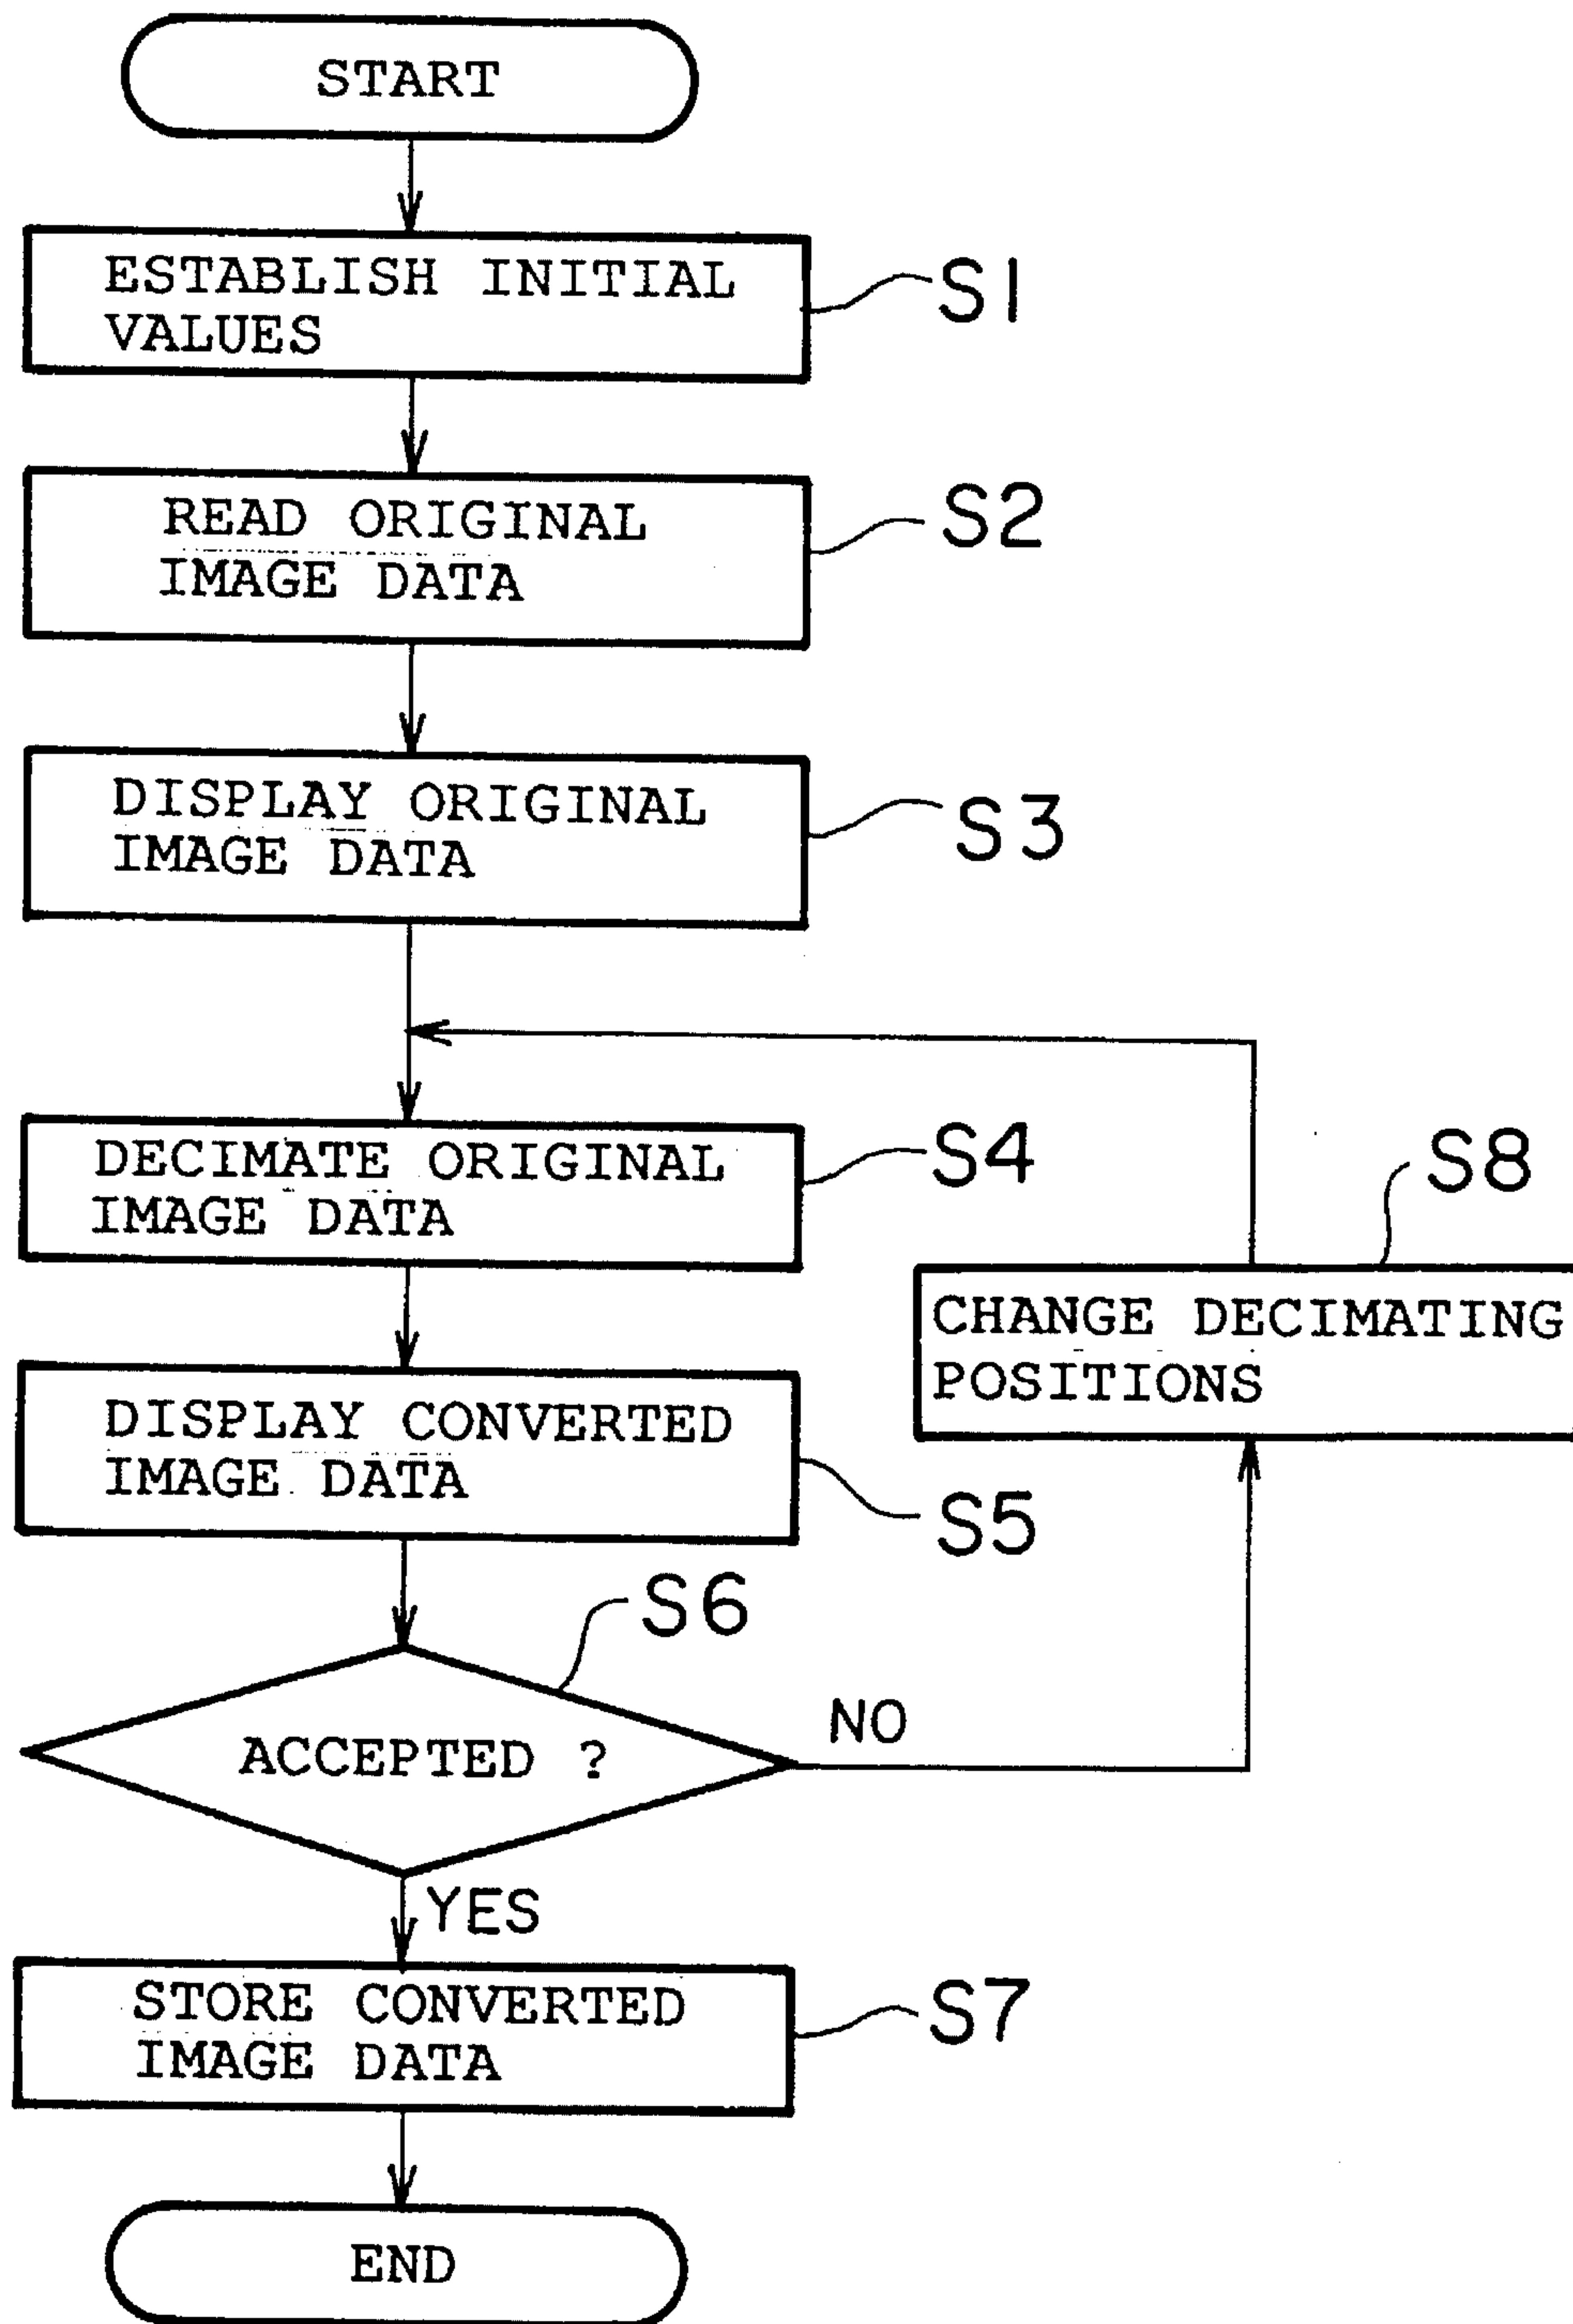 START
ESTABLISH INITIAL
VALUES
S1
READ ORIGINAL
IMAGE DATA
S2
DISPLAY ORIGINAL
IMAGE DATA
S3
DECIMATE ORIGINAL
IMAGE DATA
S4
S8
CHANGE DECIMATING
POSITIONS
DISPLAY CONVERTED
IMAGE DATA
S5
S6
ACCEPTED ?
NO
YES
STORE CONVERTED
IMAGE DATA
S7
END